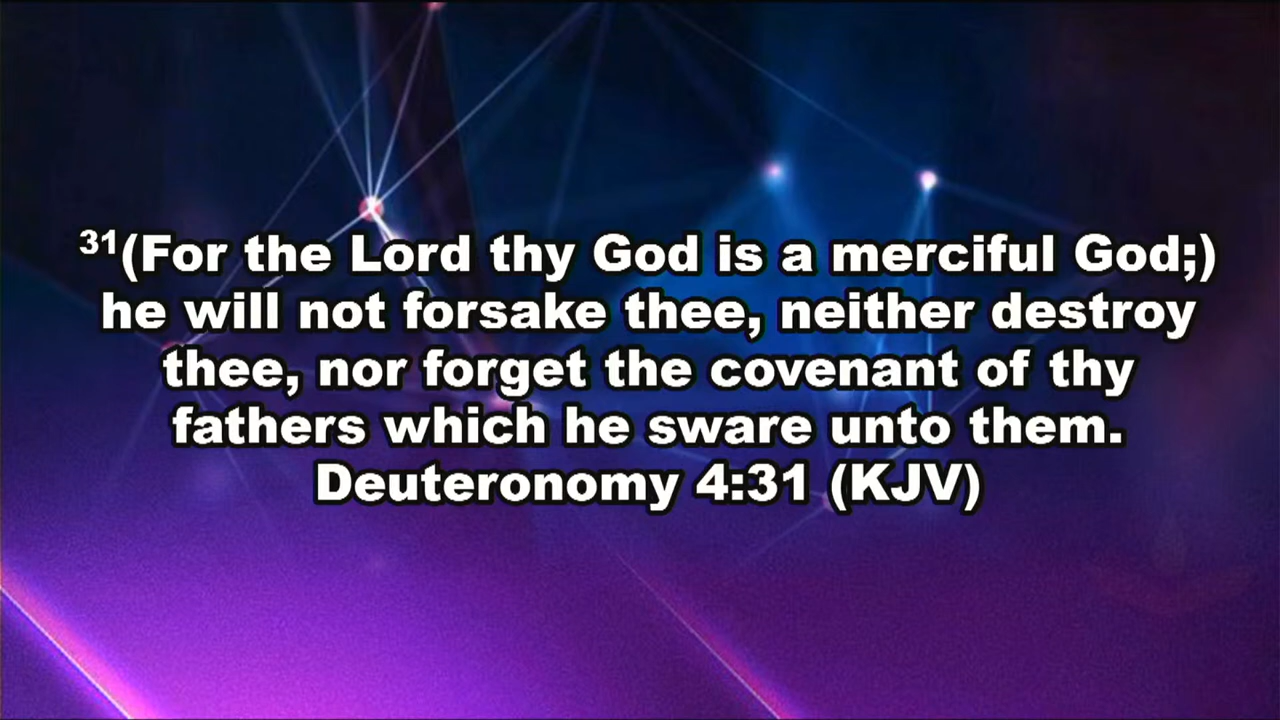 31(For the Lord thy God is a merciful God;)
he will not forsake thee, neither destroy
thee, nor forget the covenant of thy
fathers which he sware unto them.
Deuteronomy 4:31 (KJV)